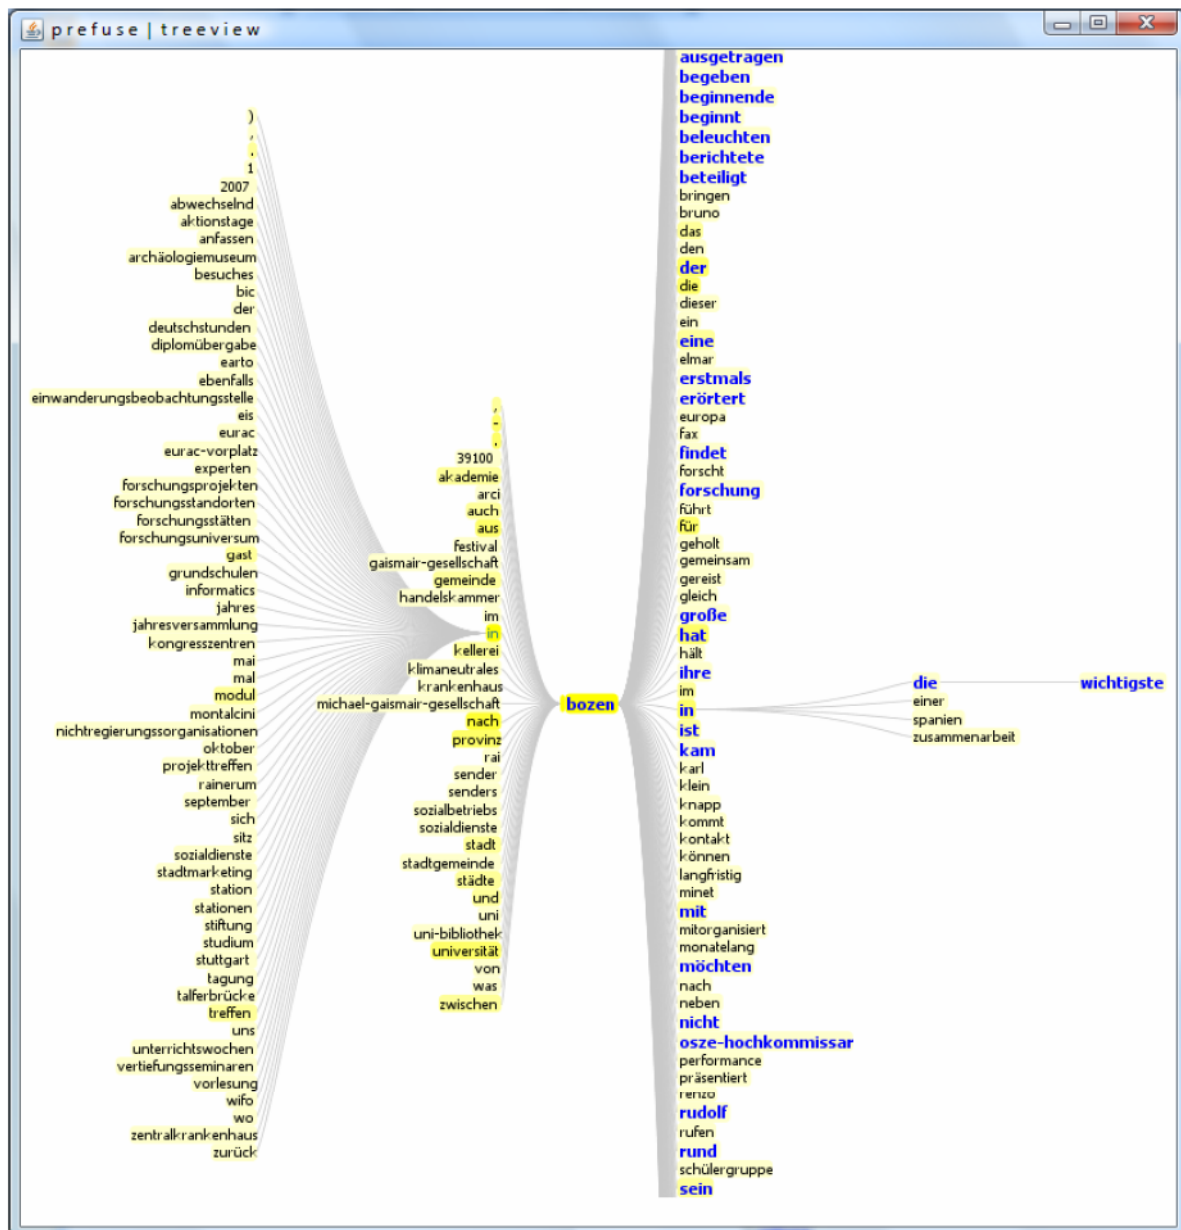 prefuse | treeview
)
,
.
1
2007
abwechselnd
aktionstage
anfassen
archäologiemuseum
besuches
bic
der
deutschstunden
diplomübergabe
earto
ebenfalls
einwanderungsbeobachtungsstelle
eis
eurac
eurac-vorplatz
experten
forschungsprojekten
forschungsstandorten
forschungsstätten
forschungsuniversum
gast
grundschulen
informatics
jahres
jahresversammlung
kongresszentren
mai
mal
modul
montalcini
nichtregierungssorganisationen
oktober
projekttreffen
rainerum
september
sich
sitz
sozialdienste
stadtmarketing
station
stationen
stiftung
studium
stuttgart
tagung
talferbrücke
treffen
uns
unterrichtswochen
vertiefungsseminaren
vorlesung
wifo
wo
zentralkrankenhaus
zurück
,
-
.
39100
akademie
arci
auch
aus
festival
gaismair-gesellschaft
gemeinde
handelskammer
im
in
kellerei
klimaneutrales
krankenhaus
michael-gaismair-gesellschaft
nach
provinz
rai
sender
senders
sozialbetriebs
sozialdienste
stadt
stadtgemeinde
städte
und
uni
uni-bibliothek
universität
von
was
zwischen
bozen
ausgetragen
begeben
beginnende
beginnt
beleuchten
berichtete
beteiligt
bringen
bruno
das
den
der
die
dieser
ein
eine
elmar
erstmals
erörtert
europa
fax
findet
forscht
forschung
führt
für
geholt
gemeinsam
gereist
gleich
große
hat
hält
ihre
im
in
ist
kam
karl
klein
knapp
kommt
kontakt
können
langfristig
minet
mit
mitorganisiert
monatelang
möchten
nach
neben
nicht
osze-hochkommissar
performance
präsentiert
renzo
rudolf
rufen
rund
schülergruppe
sein
die
einer
spanien
zusammenarbeit
wichtigste